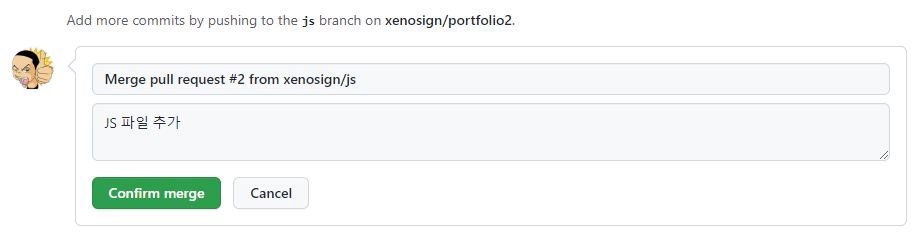 Add more commits by pushing to the js branch on xenosign/portfolio2.
Merge pull request #2 from xenosign/js
JS 파일 추가
Confirm merge Cancel